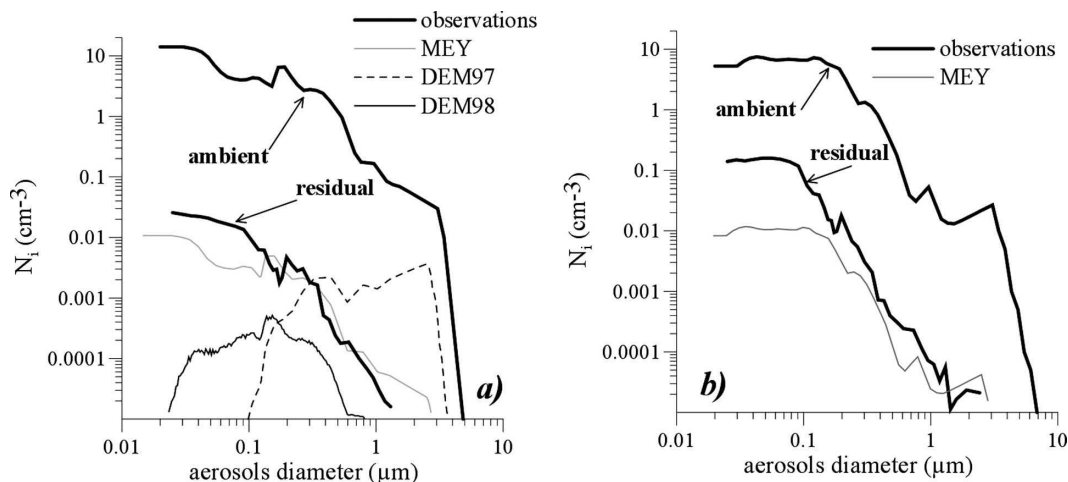 observations
MEY
DEM97
DEM98
10
1
0.1
0.01
0.001
0.0001
N_i (cm-3)
ambient
residual
a)
0.01 0.1 1 10
aerosols diameter (µm)
observations
MEY
10
1
0.1
0.01
0.001
0.0001
N_i (cm-3)
ambient
residual
b)
0.01 0.1 1 10
aerosols diameter (µm)